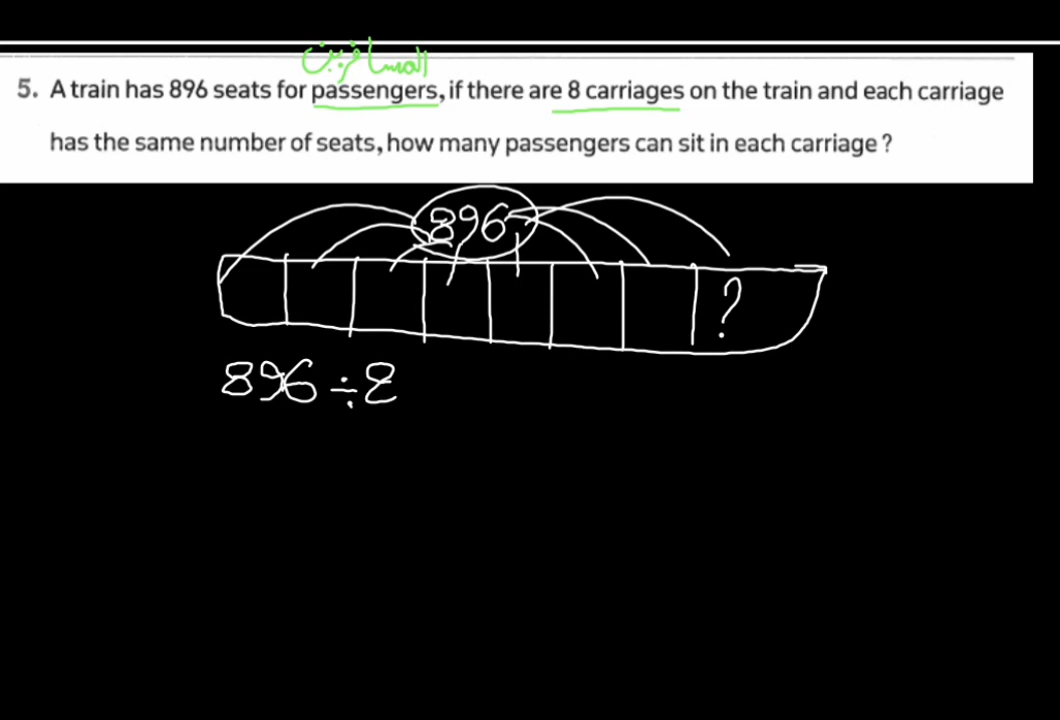 المسافرين
5. A train has 896 seats for passengers, if there are 8 carriages on the train and each carriage
has the same number of seats, how many passengers can sit in each carriage ?
896
?
896 ÷ 8